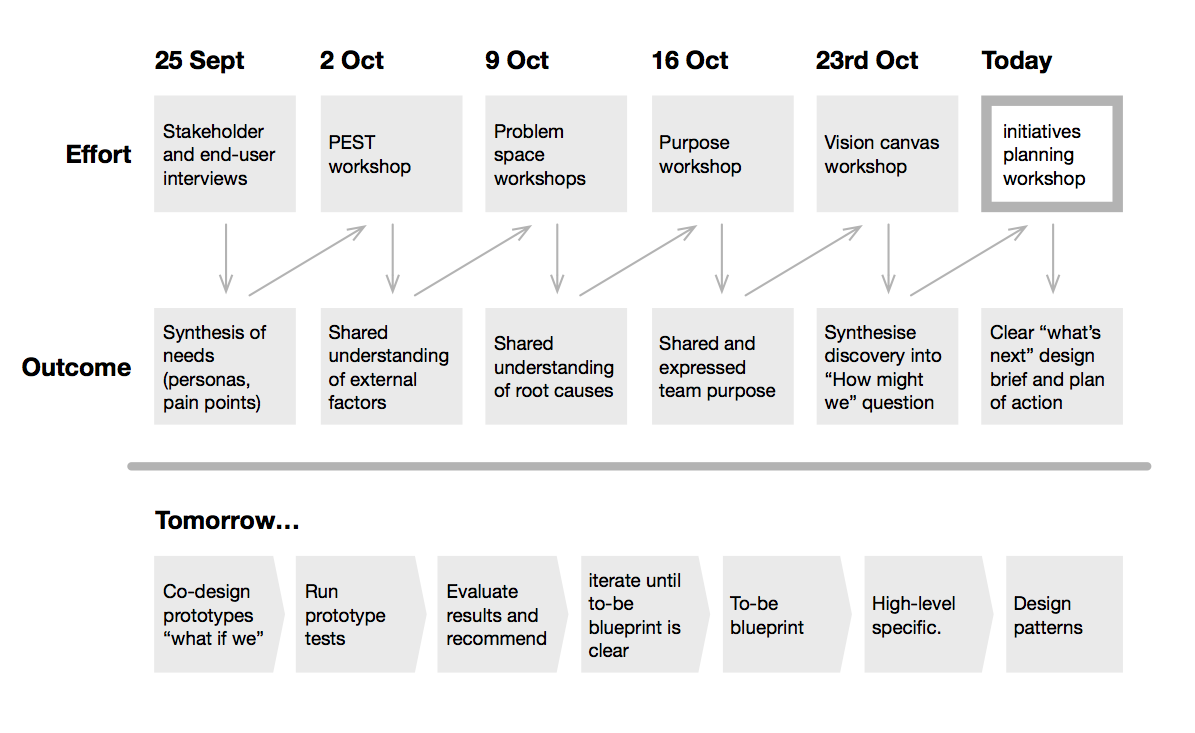 25 Sept
2 Oct
9 Oct
16 Oct
23rd Oct
Today
Effort
Stakeholder
and end-user
interviews
PEST
workshop
Problem
space
workshops
Purpose
workshop
Vision canvas
workshop
initiatives
planning
workshop
Outcome
Synthesis of
needs
(personas,
pain points)
Shared
understanding
of external
factors
Shared
understanding
of root causes
Shared and
expressed
team purpose
Synthesise
discovery into
“How might
we” question
Clear “what’s
next” design
brief and plan
of action
Tomorrow…
Co-design
prototypes
“what if we”
Run
prototype
tests
Evaluate
results and
recommend
iterate until
to-be
blueprint is
clear
To-be
blueprint
High-level
specific.
Design
patterns